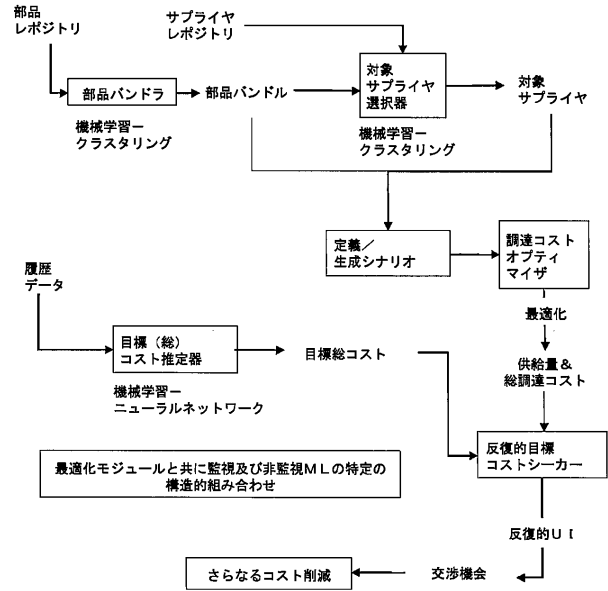 部品
レポジトリ
サプライヤ
レポジトリ
部品バンドラ
部品バンドル
対象
サプライヤ
選択器
対象
サプライヤ
機械学習－
クラスタリング
機械学習－
クラスタリング
定義／
生成シナリオ
調達コスト
オプティ
マイザ
履歴
データ
最適化
目標（総）
コスト推定器
目標総コスト
供給量＆
総調達コスト
機械学習－
ニューラルネットワーク
反復的目標
コストシーカー
最適化モジュールと共に監視及び非監視ＭＬの特定の
構造的組み合わせ
反復的ＵＩ
さらなるコスト削減
交渉機会